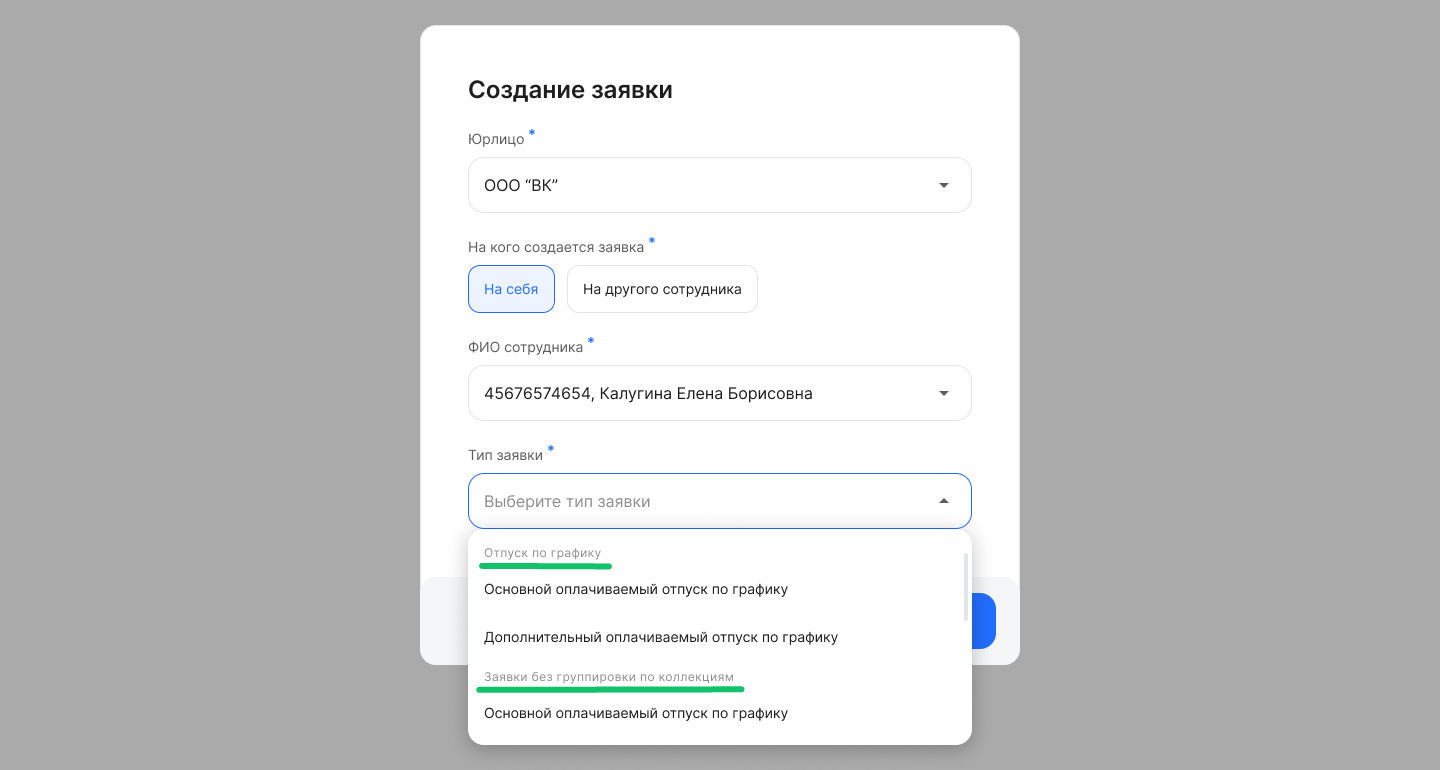 Создание заявки
Юрлицо *
ООО “ВК”
На кого создается заявка *
На себя
На другого сотрудника
ФИО сотрудника *
45676574654, Калугина Елена Борисовна
Тип заявки *
Выберите тип заявки
Отпуск по графику
Основной оплачиваемый отпуск по графику
Дополнительный оплачиваемый отпуск по графику
Заявки без группировки по коллекциям
Основной оплачиваемый отпуск по графику